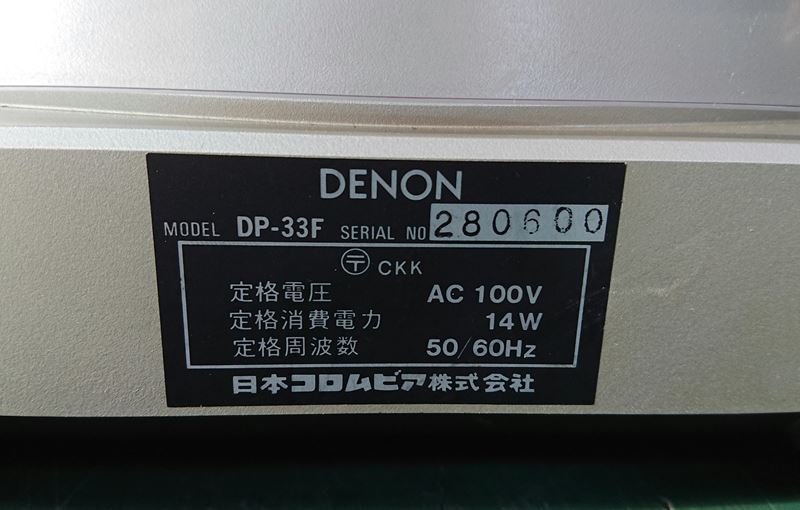 DENON
MODEL DP-33F SERIAL NO 280600
〒 CKK
定格電圧 AC 100V
定格消費電力 14W
定格周波数 50/60Hz
日本コロムビア株式会社